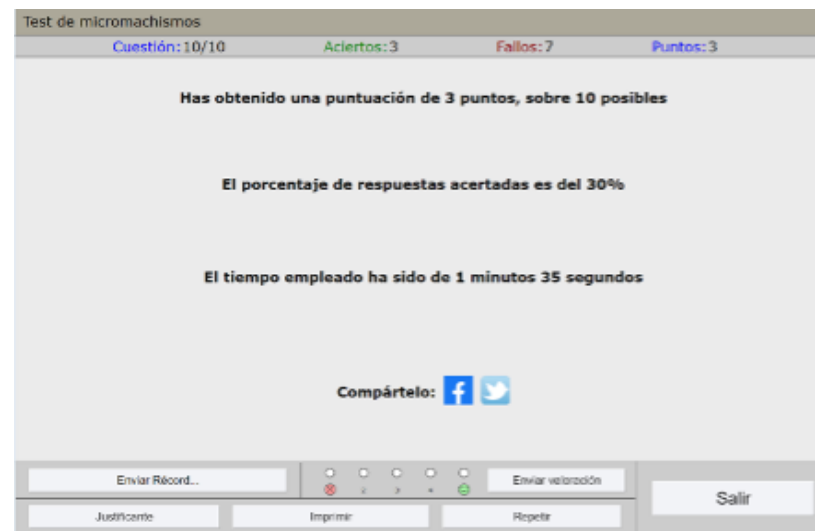 Test de micromachismos
Cuestión: 10/10 Aciertos: 3 Fallos: 7 Puntos: 3
Has obtenido una puntuación de 3 puntos, sobre 10 posibles
El porcentaje de respuestas acertadas es del 30%
El tiempo empleado ha sido de 1 minutos 35 segundos
Compártelo:
Enviar Récord... Enviar valoración
Salir
Justificante Imprimir Repetir